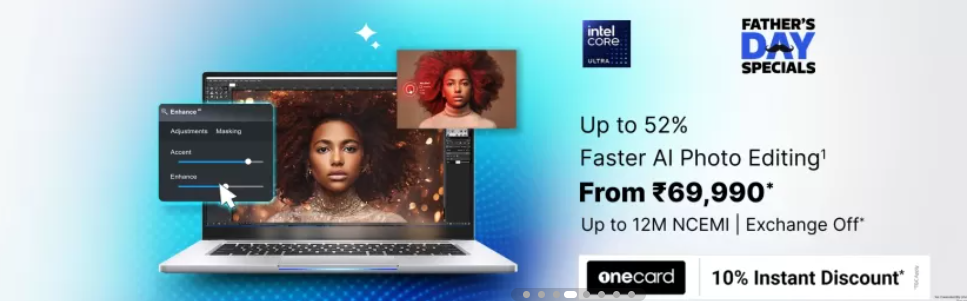 intel
CORE
ULTRA
FATHER'S
DAY
SPECIALS
Enhance
Adjustments Masking
Accent
Enhance
Up to 52%
Faster AI Photo Editing¹
From ₹69,990*
Up to 12M NCEMI | Exchange Off*
onecard 10% Instant Discount*